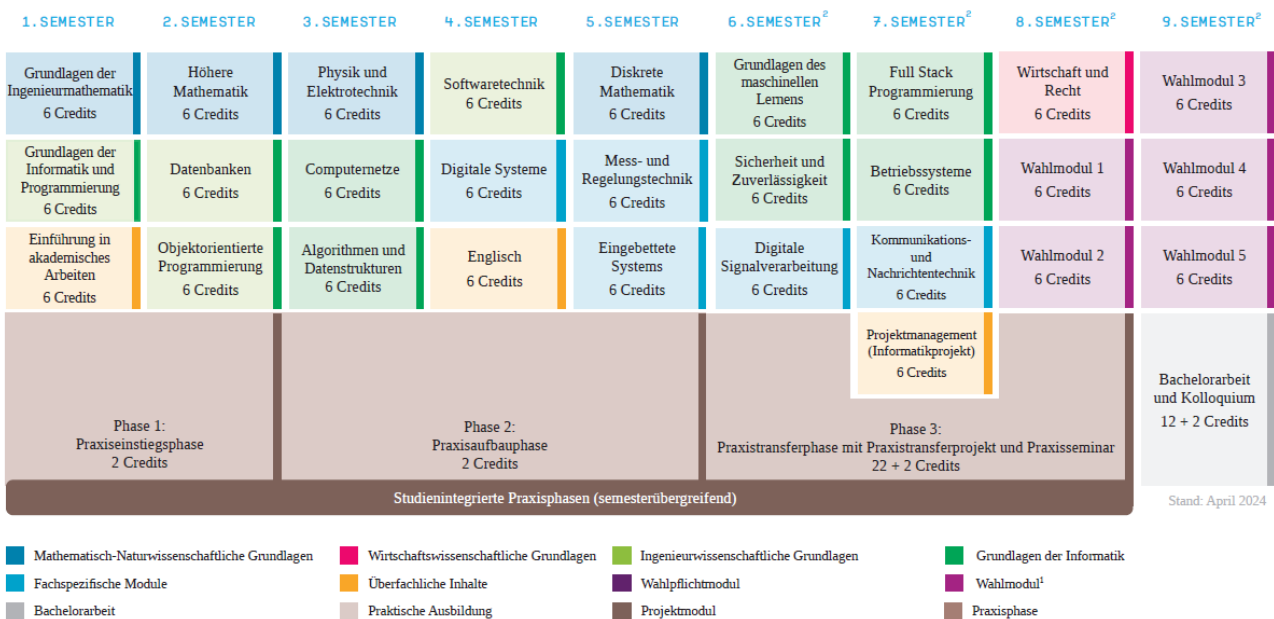 1.SEMESTER
2.SEMESTER
3.SEMESTER
4.SEMESTER
5.SEMESTER
6.SEMESTER²
7.SEMESTER²
8.SEMESTER²
9.SEMESTER²
Grundlagen der
Ingenieurmathematik
6 Credits
Höhere
Mathematik
6 Credits
Physik und
Elektrotechnik
6 Credits
Softwaretechnik
6 Credits
Diskrete
Mathematik
6 Credits
Grundlagen des
maschinellen
Lernens
6 Credits
Full Stack
Programmierung
6 Credits
Wirtschaft und
Recht
6 Credits
Wahlmodul 3
6 Credits
Grundlagen der
Informatik und
Programmierung
6 Credits
Datenbanken
6 Credits
Computernetze
6 Credits
Digitale Systeme
6 Credits
Mess- und
Regelungstechnik
6 Credits
Sicherheit und
Zuverlässigkeit
6 Credits
Betriebssysteme
6 Credits
Wahlmodul 1
6 Credits
Wahlmodul 4
6 Credits
Einführung in
akademisches
Arbeiten
6 Credits
Objektorientierte
Programmierung
6 Credits
Algorithmen und
Datenstrukturen
6 Credits
Englisch
6 Credits
Eingebettete
Systems
6 Credits
Digitale
Signalverarbeitung
6 Credits
Kommunikations-
und
Nachrichtentechnik
6 Credits
Wahlmodul 2
6 Credits
Wahlmodul 5
6 Credits
Projektmanagement
(Informatikprojekt)
6 Credits
Phase 1:
Praxiseinstiegsphase
2 Credits
Phase 2:
Praxisaufbauphase
2 Credits
Phase 3:
Praxistransferphase mit Praxistransferprojekt und Praxisseminar
22 + 2 Credits
Bachelorarbeit
und Kolloquium
12 + 2 Credits
Studienintegrierte Praxisphasen (semesterübergreifend)
Stand: April 2024
Mathematisch-Naturwissenschaftliche Grundlagen
Wirtschaftswissenschaftliche Grundlagen
Ingenieurwissenschaftliche Grundlagen
Grundlagen der Informatik
Fachspezifische Module
Überfachliche Inhalte
Wahlpflichtmodul
Wahlmodul¹
Bachelorarbeit
Praktische Ausbildung
Projektmodul
Praxisphase